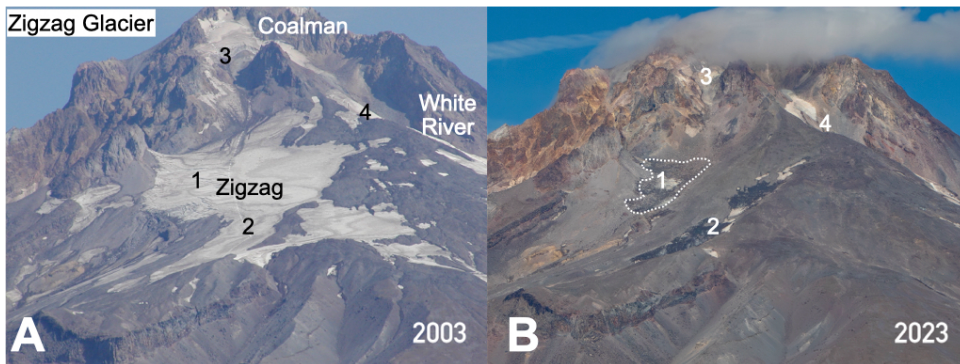 Zigzag Glacier
Coalman
3
4
White
River
1
Zigzag
2
A
2003
3
4
1
2
B
2023